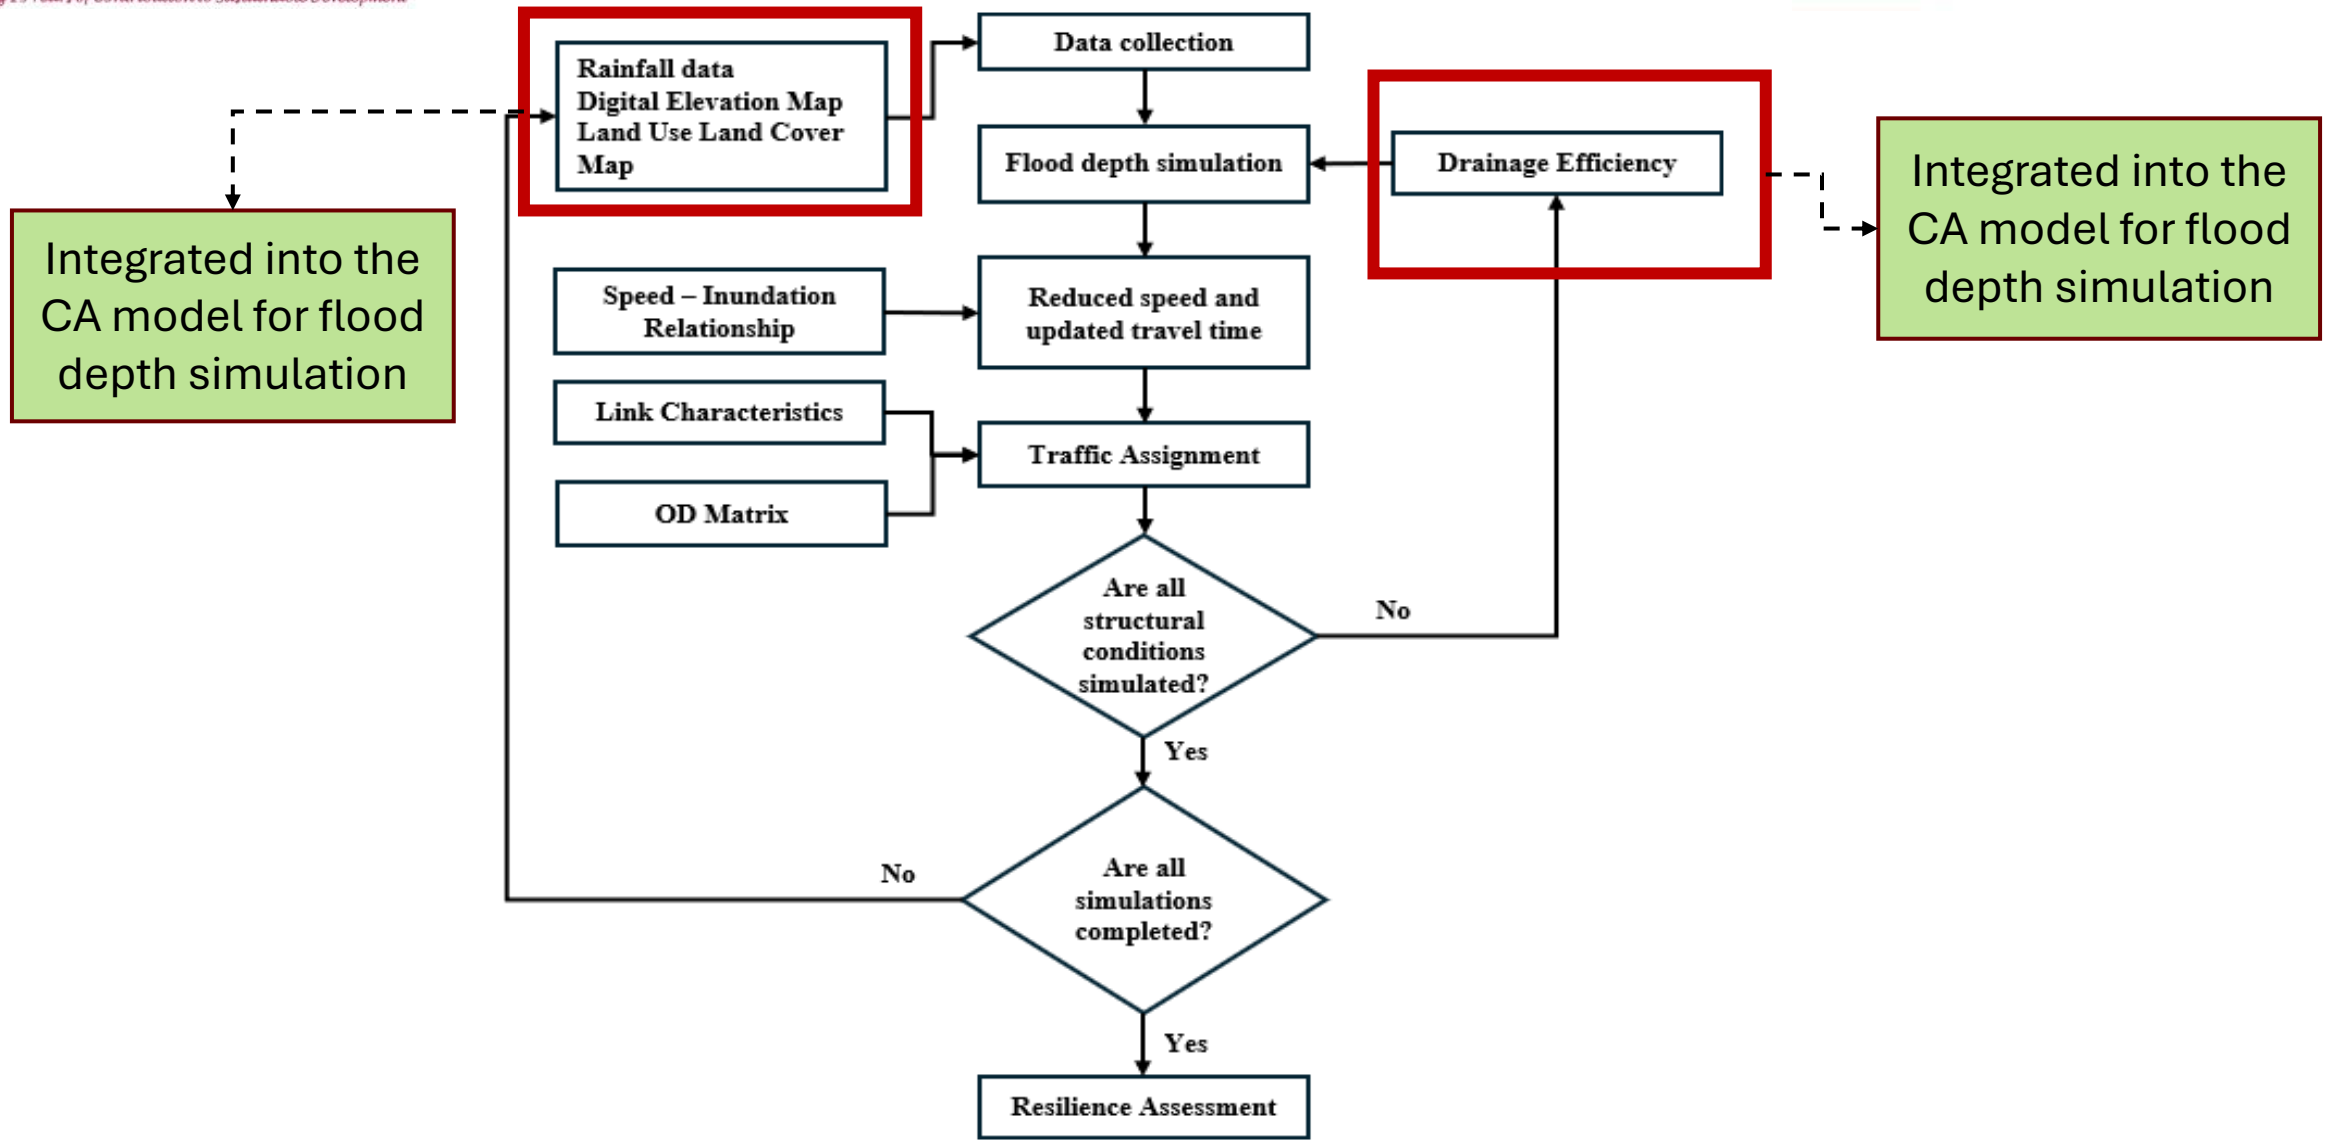 Data collection
Rainfall data
Digital Elevation Map
Land Use Land Cover
Map
Flood depth simulation
Drainage Efficiency
Integrated into the
CA model for flood
depth simulation
Integrated into the
CA model for flood
depth simulation
Speed – Inundation
Relationship
Reduced speed and
updated travel time
Link Characteristics
Traffic Assignment
OD Matrix
Are all
structural
conditions
simulated?
No
Yes
Are all
simulations
completed?
No
Yes
Resilience Assessment